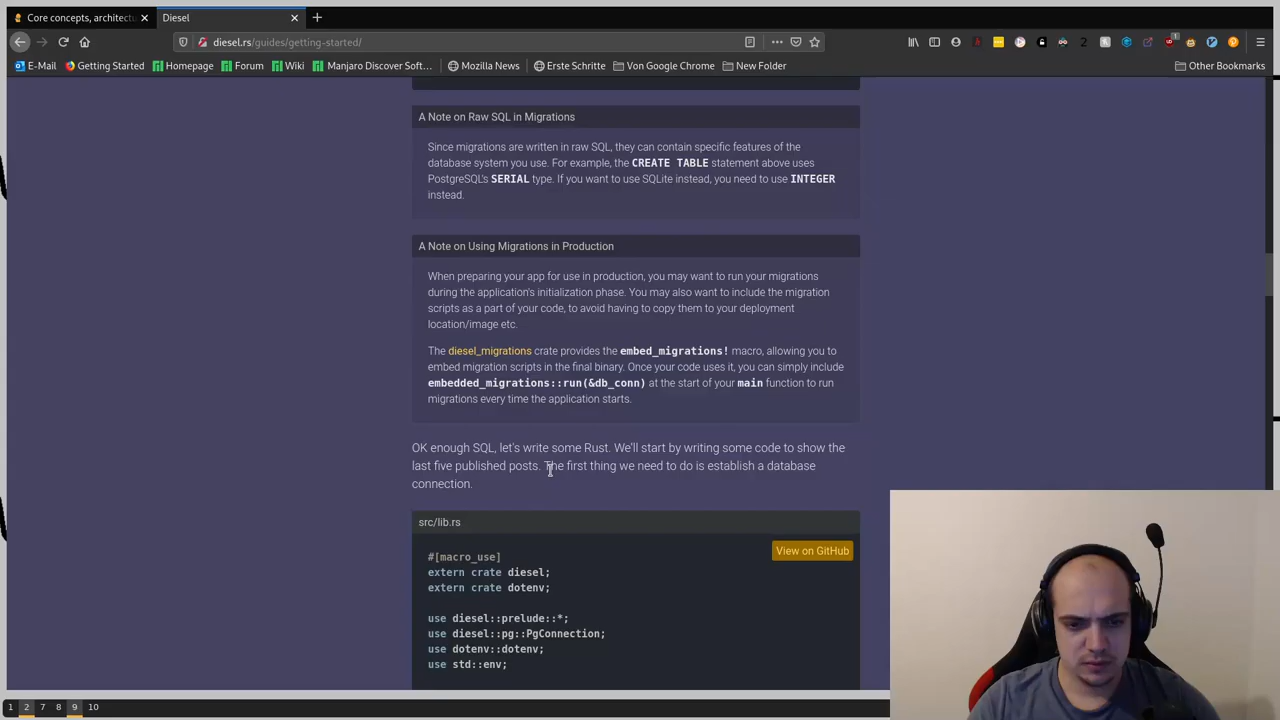 Core concepts, architectu
Diesel
diesel.rs/guides/getting-started/
E-Mail Getting Started Homepage Forum Wiki Manjaro Discover Soft... Mozilla News Erste Schritte Von Google Chrome New Folder Other Bookmarks
A Note on Raw SQL in Migrations
Since migrations are written in raw SQL, they can contain specific features of the
database system you use. For example, the CREATE TABLE statement above uses
PostgreSQL's SERIAL type. If you want to use SQLite instead, you need to use INTEGER
instead.
A Note on Using Migrations in Production
When preparing your app for use in production, you may want to run your migrations
during the application's initialization phase. You may also want to include the migration
scripts as a part of your code, to avoid having to copy them to your deployment
location/image etc.
The diesel_migrations crate provides the embed_migrations! macro, allowing you to
embed migration scripts in the final binary. Once your code uses it, you can simply include
embedded_migrations::run(&db_conn) at the start of your main function to run
migrations every time the application starts.
OK enough SQL, let's write some Rust. We'll start by writing some code to show the
last five published posts. The first thing we need to do is establish a database
connection.
src/lib.rs
View on GitHub
#[macro_use]
extern crate diesel;
extern crate dotenv;
use diesel::prelude::*;
use diesel::pg::PgConnection;
use dotenv::dotenv;
use std::env;
1 2 7 8 9 10